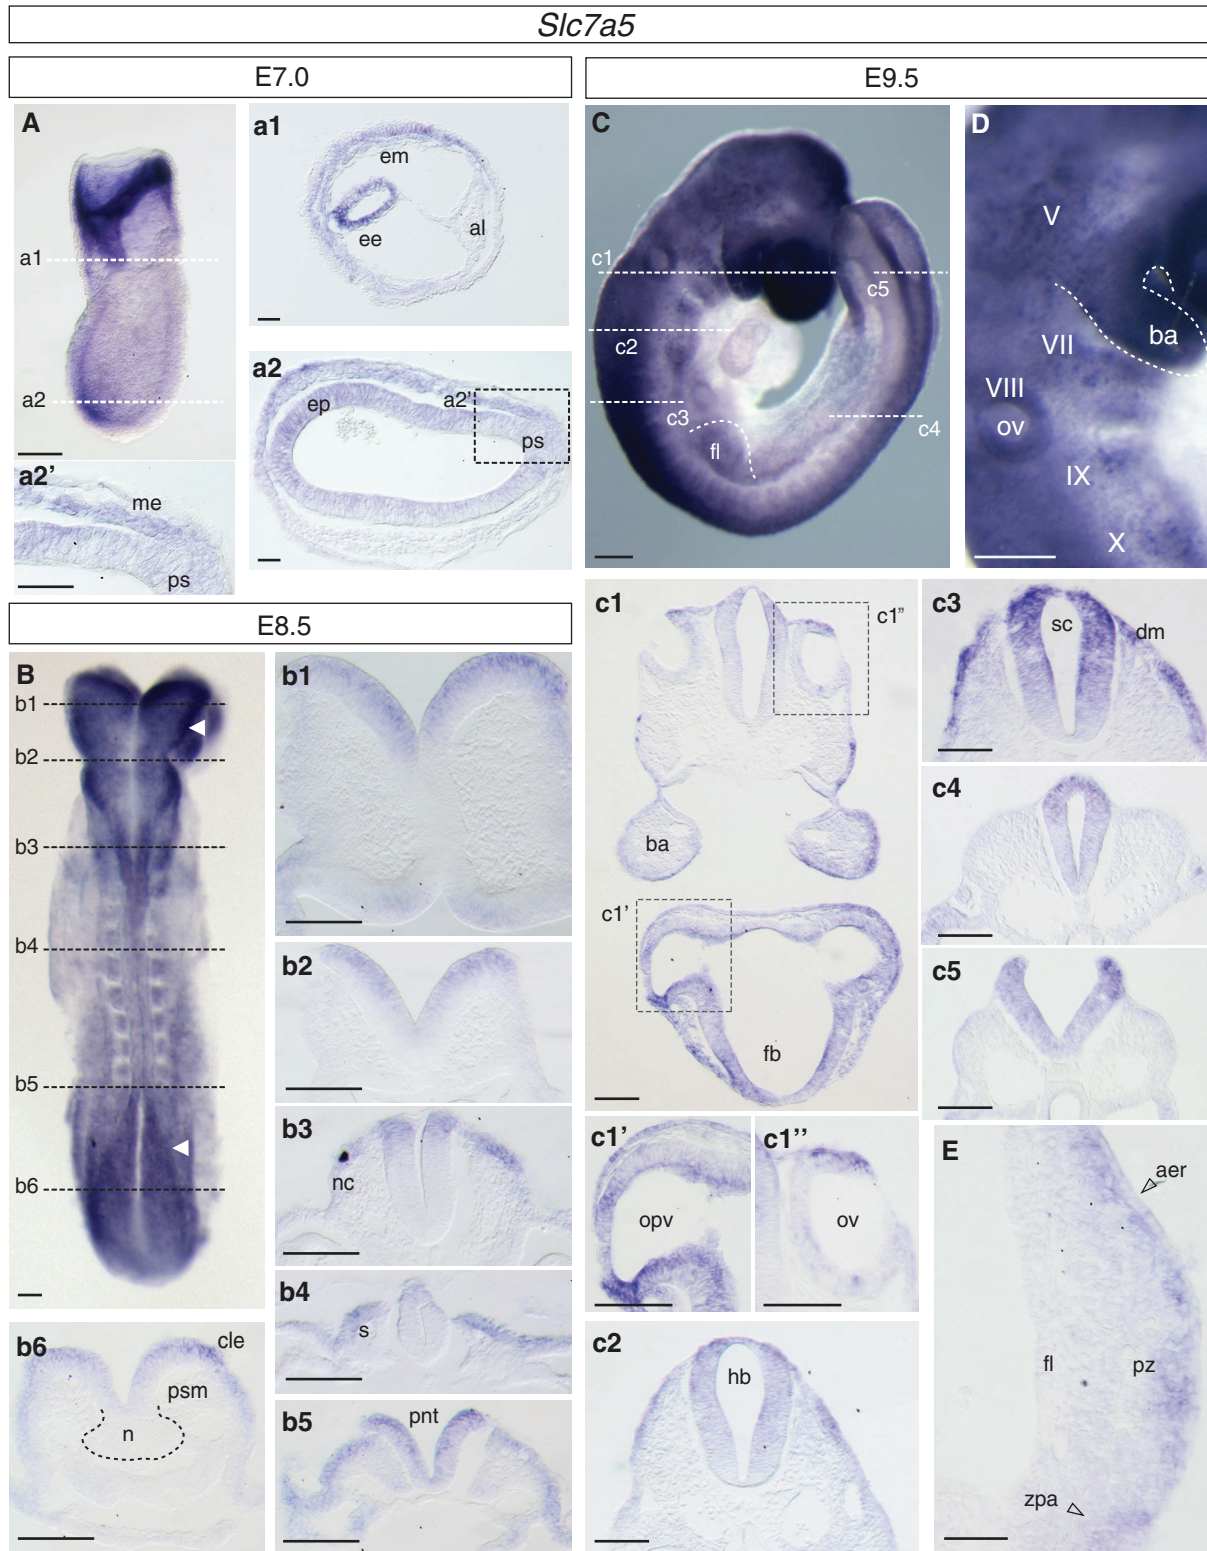 Slc7a5
E7.0
A
a1
a2
a1
em
ee
al
a2
ep
a2'
ps
a2'
me
ps
E8.5
B
b1
b2
b3
b4
b5
b6
b1
b2
b3
nc
b4
s
b5
pnt
b6
cle
psm
n
E9.5
C
c1
c2
c3
c4
c5
fl
D
V
ba
VII
VIII
ov
IX
X
c1
c1''
ba
c1'
fb
c1'
opv
c1''
ov
c2
hb
c3
sc
dm
c4
c5
E
aer
fl
pz
zpa